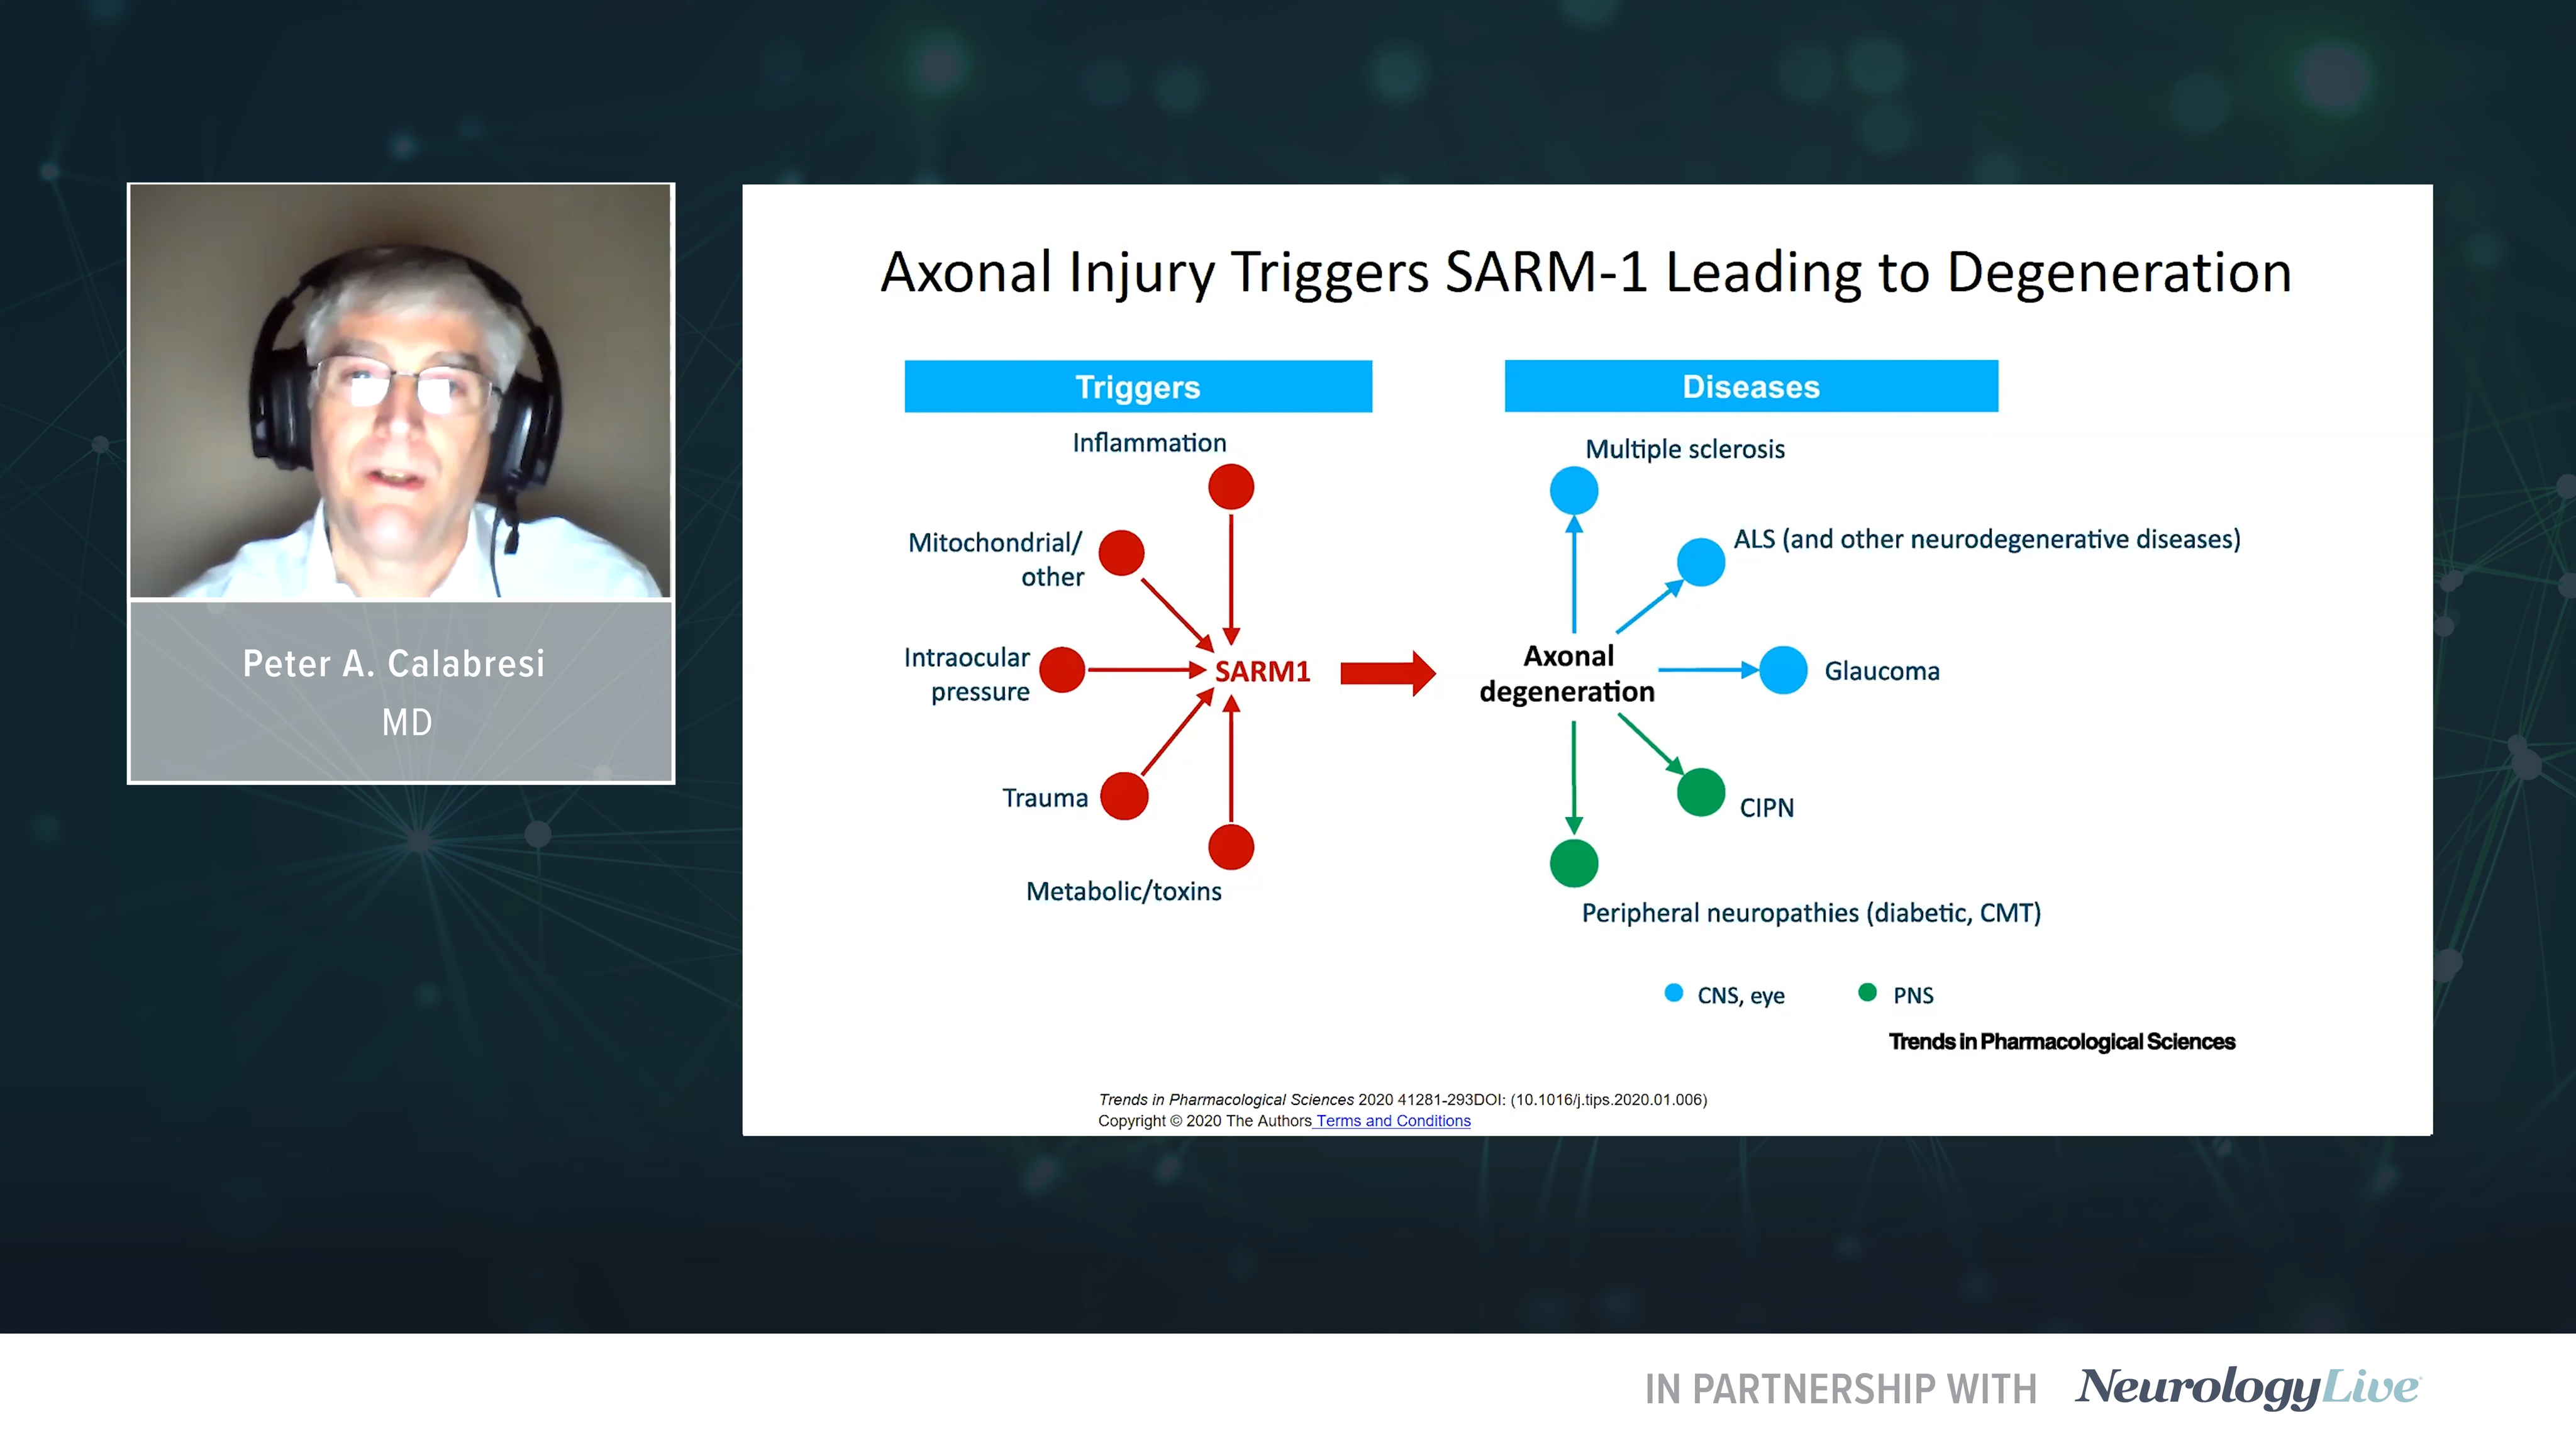 Peter A. Calabresi
MD
Axonal Injury Triggers SARM-1 Leading to Degeneration
Triggers
Inflammation
Mitochondrial/
other
Intraocular
pressure
Trauma
Metabolic/toxins
SARM1
Diseases
Multiple sclerosis
ALS (and other neurodegenerative diseases)
Axonal
degeneration
Glaucoma
CIPN
Peripheral neuropathies (diabetic, CMT)
CNS, eye
PNS
Trends in Pharmacological Sciences
Trends in Pharmacological Sciences 2020 41281-293DOI: (10.1016/j.tips.2020.01.006)
Copyright © 2020 The Authors Terms and Conditions
IN PARTNERSHIP WITH NeurologyLive